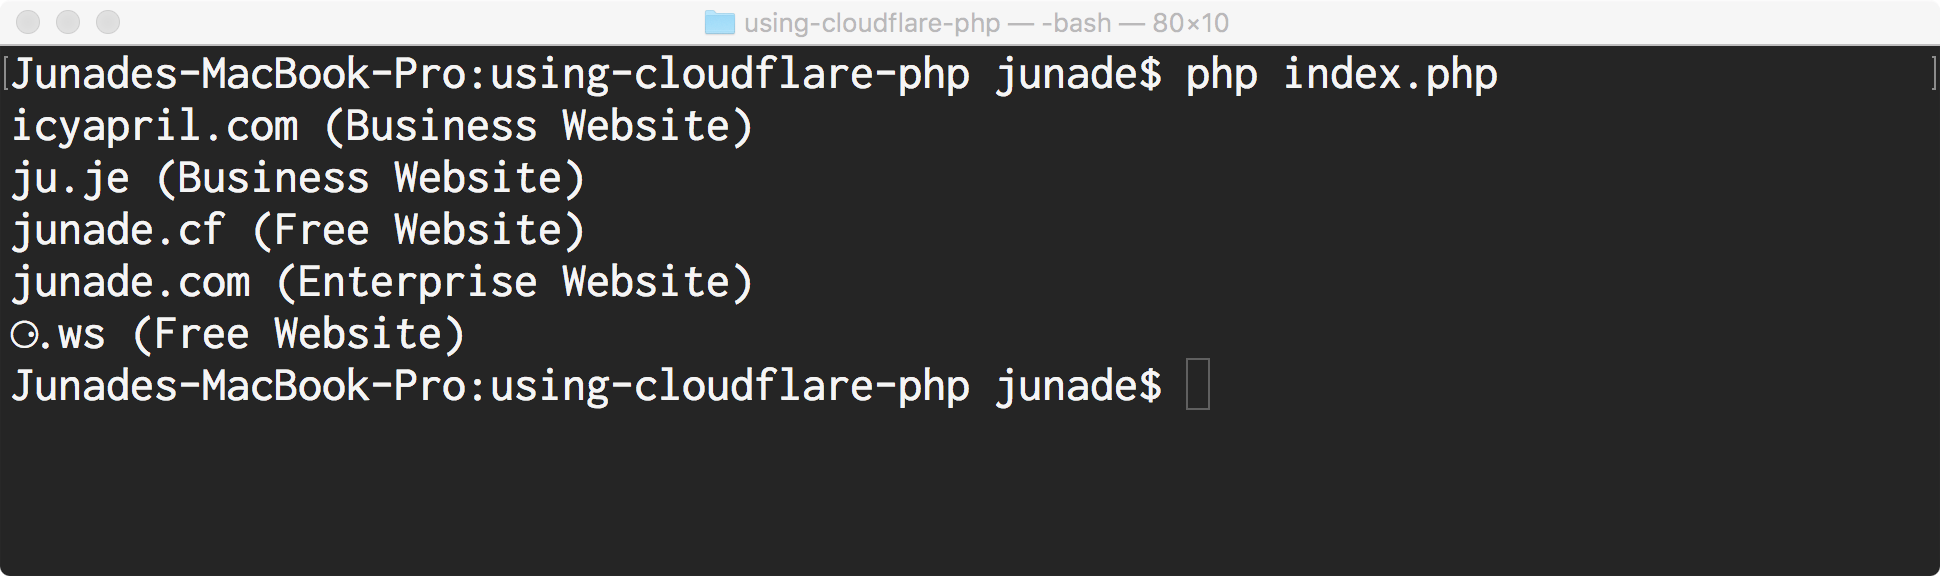 using-cloudflare-php — -bash — 80×10
[Junades-MacBook-Pro:using-cloudflare-php junade$ php index.php ]
icyapril.com (Business Website)
ju.je (Business Website)
junade.cf (Free Website)
junade.com (Enterprise Website)
⚆.ws (Free Website)
Junades-MacBook-Pro:using-cloudflare-php junade$